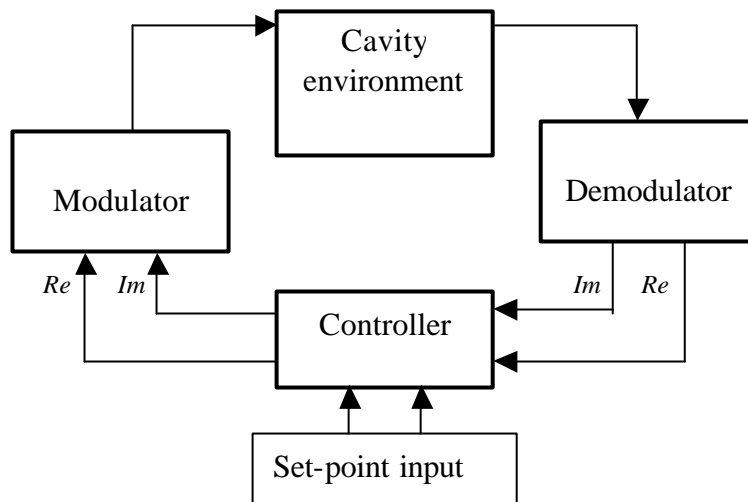 Cavity
environment
Modulator
Demodulator
Re
Im
Im
Re
Controller
Set-point input